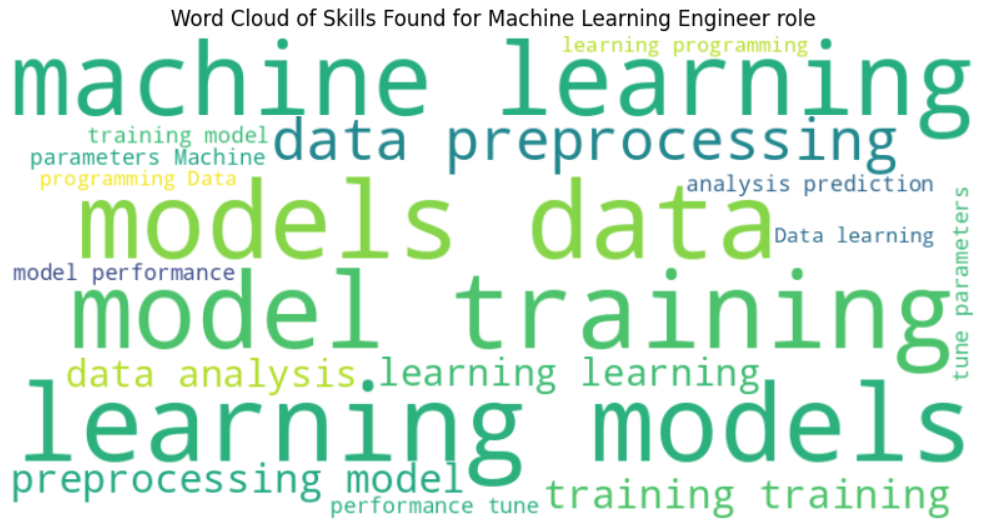 Word Cloud of Skills Found for Machine Learning Engineer role
learning programming
machine learning
training model
data preprocessing
parameters Machine
programming Data
analysis prediction
models data
Data learning
tune parameters
model performance
model training
data analysis
learning learning
learning models
preprocessing model
training training
performance tune